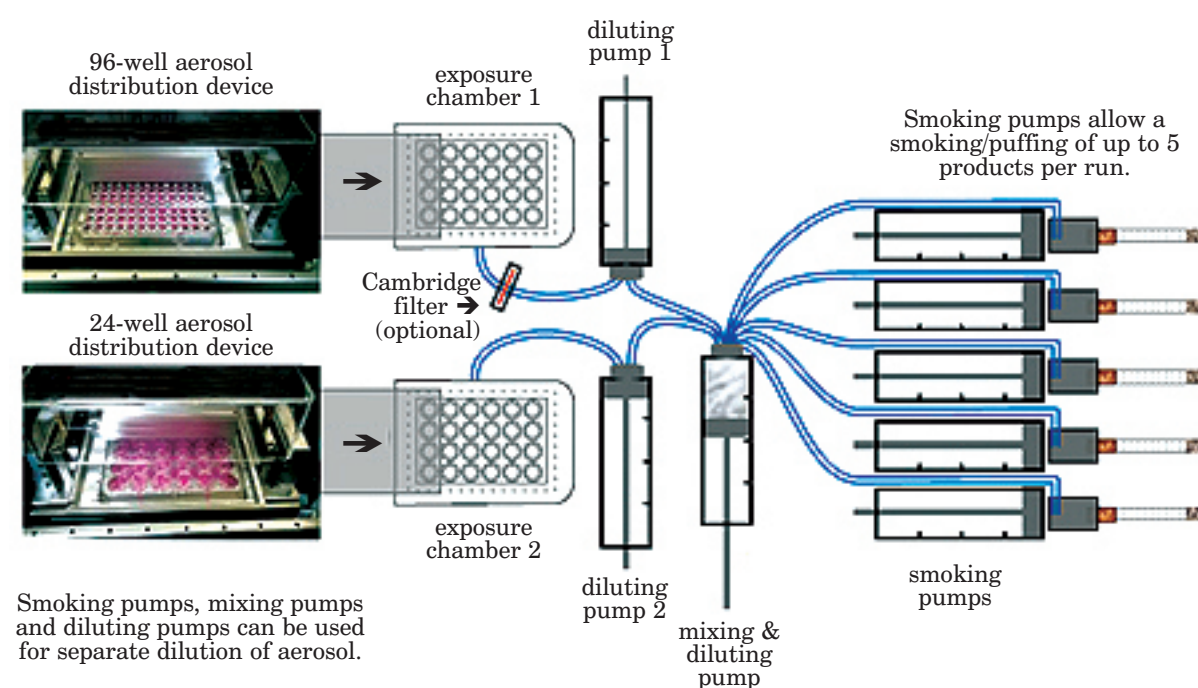 96-well aerosol
distribution device
exposure
chamber 1
diluting
pump 1
Smoking pumps allow a
smoking/puffing of up to 5
products per run.
Cambridge
filter ➔
(optional)
24-well aerosol
distribution device
exposure
chamber 2
diluting
pump 2
mixing &
diluting
pump
smoking
pumps
Smoking pumps, mixing pumps
and diluting pumps can be used
for separate dilution of aerosol.